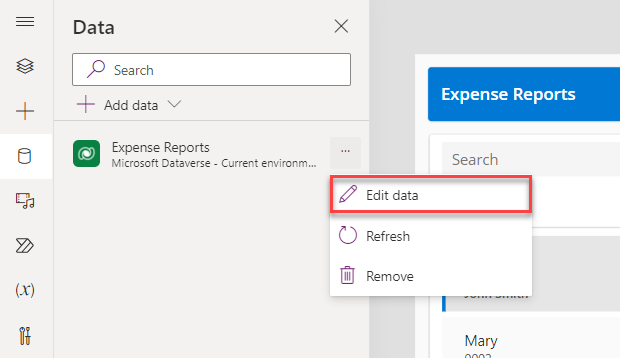 Data
Search
Add data
Expense Reports
Microsoft Dataverse - Current environm...
...
Edit data
Refresh
Remove
(x)
Expense Reports
Search
John Smith
Mary
0002